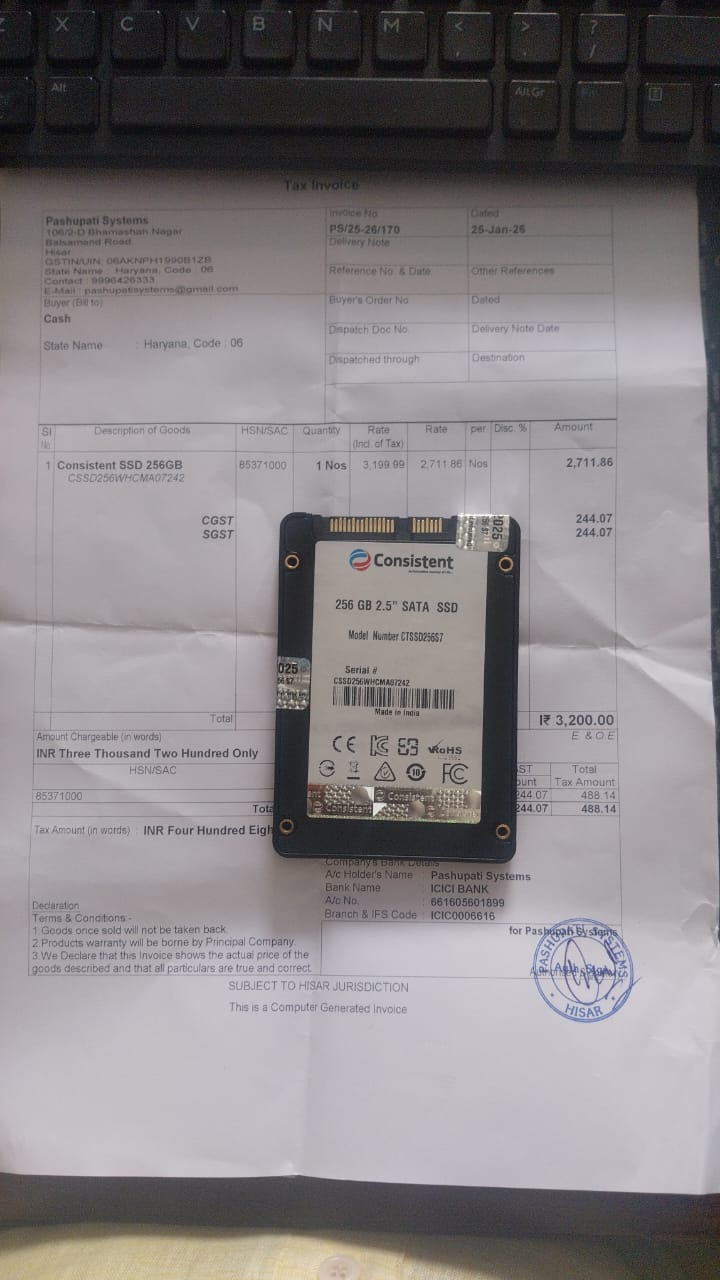 Z X C V B N M < , > . ? /
Alt Alt Gr Fn
Tax Invoice
Pashupati Systems
106/2-D Bhamashah Nagar
Balsamand Road
Hisar
GSTIN/UIN: 06AKNPH1990B1ZB
State Name : Haryana, Code : 06
Contact : 9996426333
E-Mail : pashupatisystems@gmail.com
Invoice No.
PS/25-26/170
Dated
25-Jan-26
Delivery Note
Reference No. & Date.
Other References
Buyer (Bill to)
Cash
State Name : Haryana, Code : 06
Buyer's Order No.
Dated
Dispatch Doc No.
Delivery Note Date
Dispatched through
Destination
Sl No. Description of Goods HSN/SAC Quantity Rate (Incl. of Tax) Rate per Disc. % Amount
1 Consistent SSD 256GB 85371000 1 Nos 3,199.99 2,711.86 Nos 2,711.86
CSSD256WHCMA07242
CGST 244.07
SGST 244.07
Consistent
256 GB 2.5" SATA SSD
Model Number CTSSD256S7
Serial #
CSSD256WHCMA07242
Made in India
CE
RoHS
10
FC
Consistent
Consistent
2025
025
Total I₹ 3,200.00
Amount Chargeable (in words)
E. & O.E
INR Three Thousand Two Hundred Only
HSN/SAC Total
Tax Amount
85371000 244.07 488.14
Tota 244.07 488.14
Tax Amount (in words) : INR Four Hundred Eigh
Company's Bank Details
A/c Holder's Name : Pashupati Systems
Bank Name : ICICI BANK
A/c No. : 661605601899
Branch & IFS Code : ICIC0006616
Declaration
Terms & Conditions:-
1.Goods once sold will not be taken back.
2.Products warranty will be borne by Principal Company.
3.We Declare that this Invoice shows the actual price of the
goods described and that all particulars are true and correct.
for Pashupati Systems
PASHUPATI SYSTEMS
HISAR
SUBJECT TO HISAR JURISDICTION
This is a Computer Generated Invoice